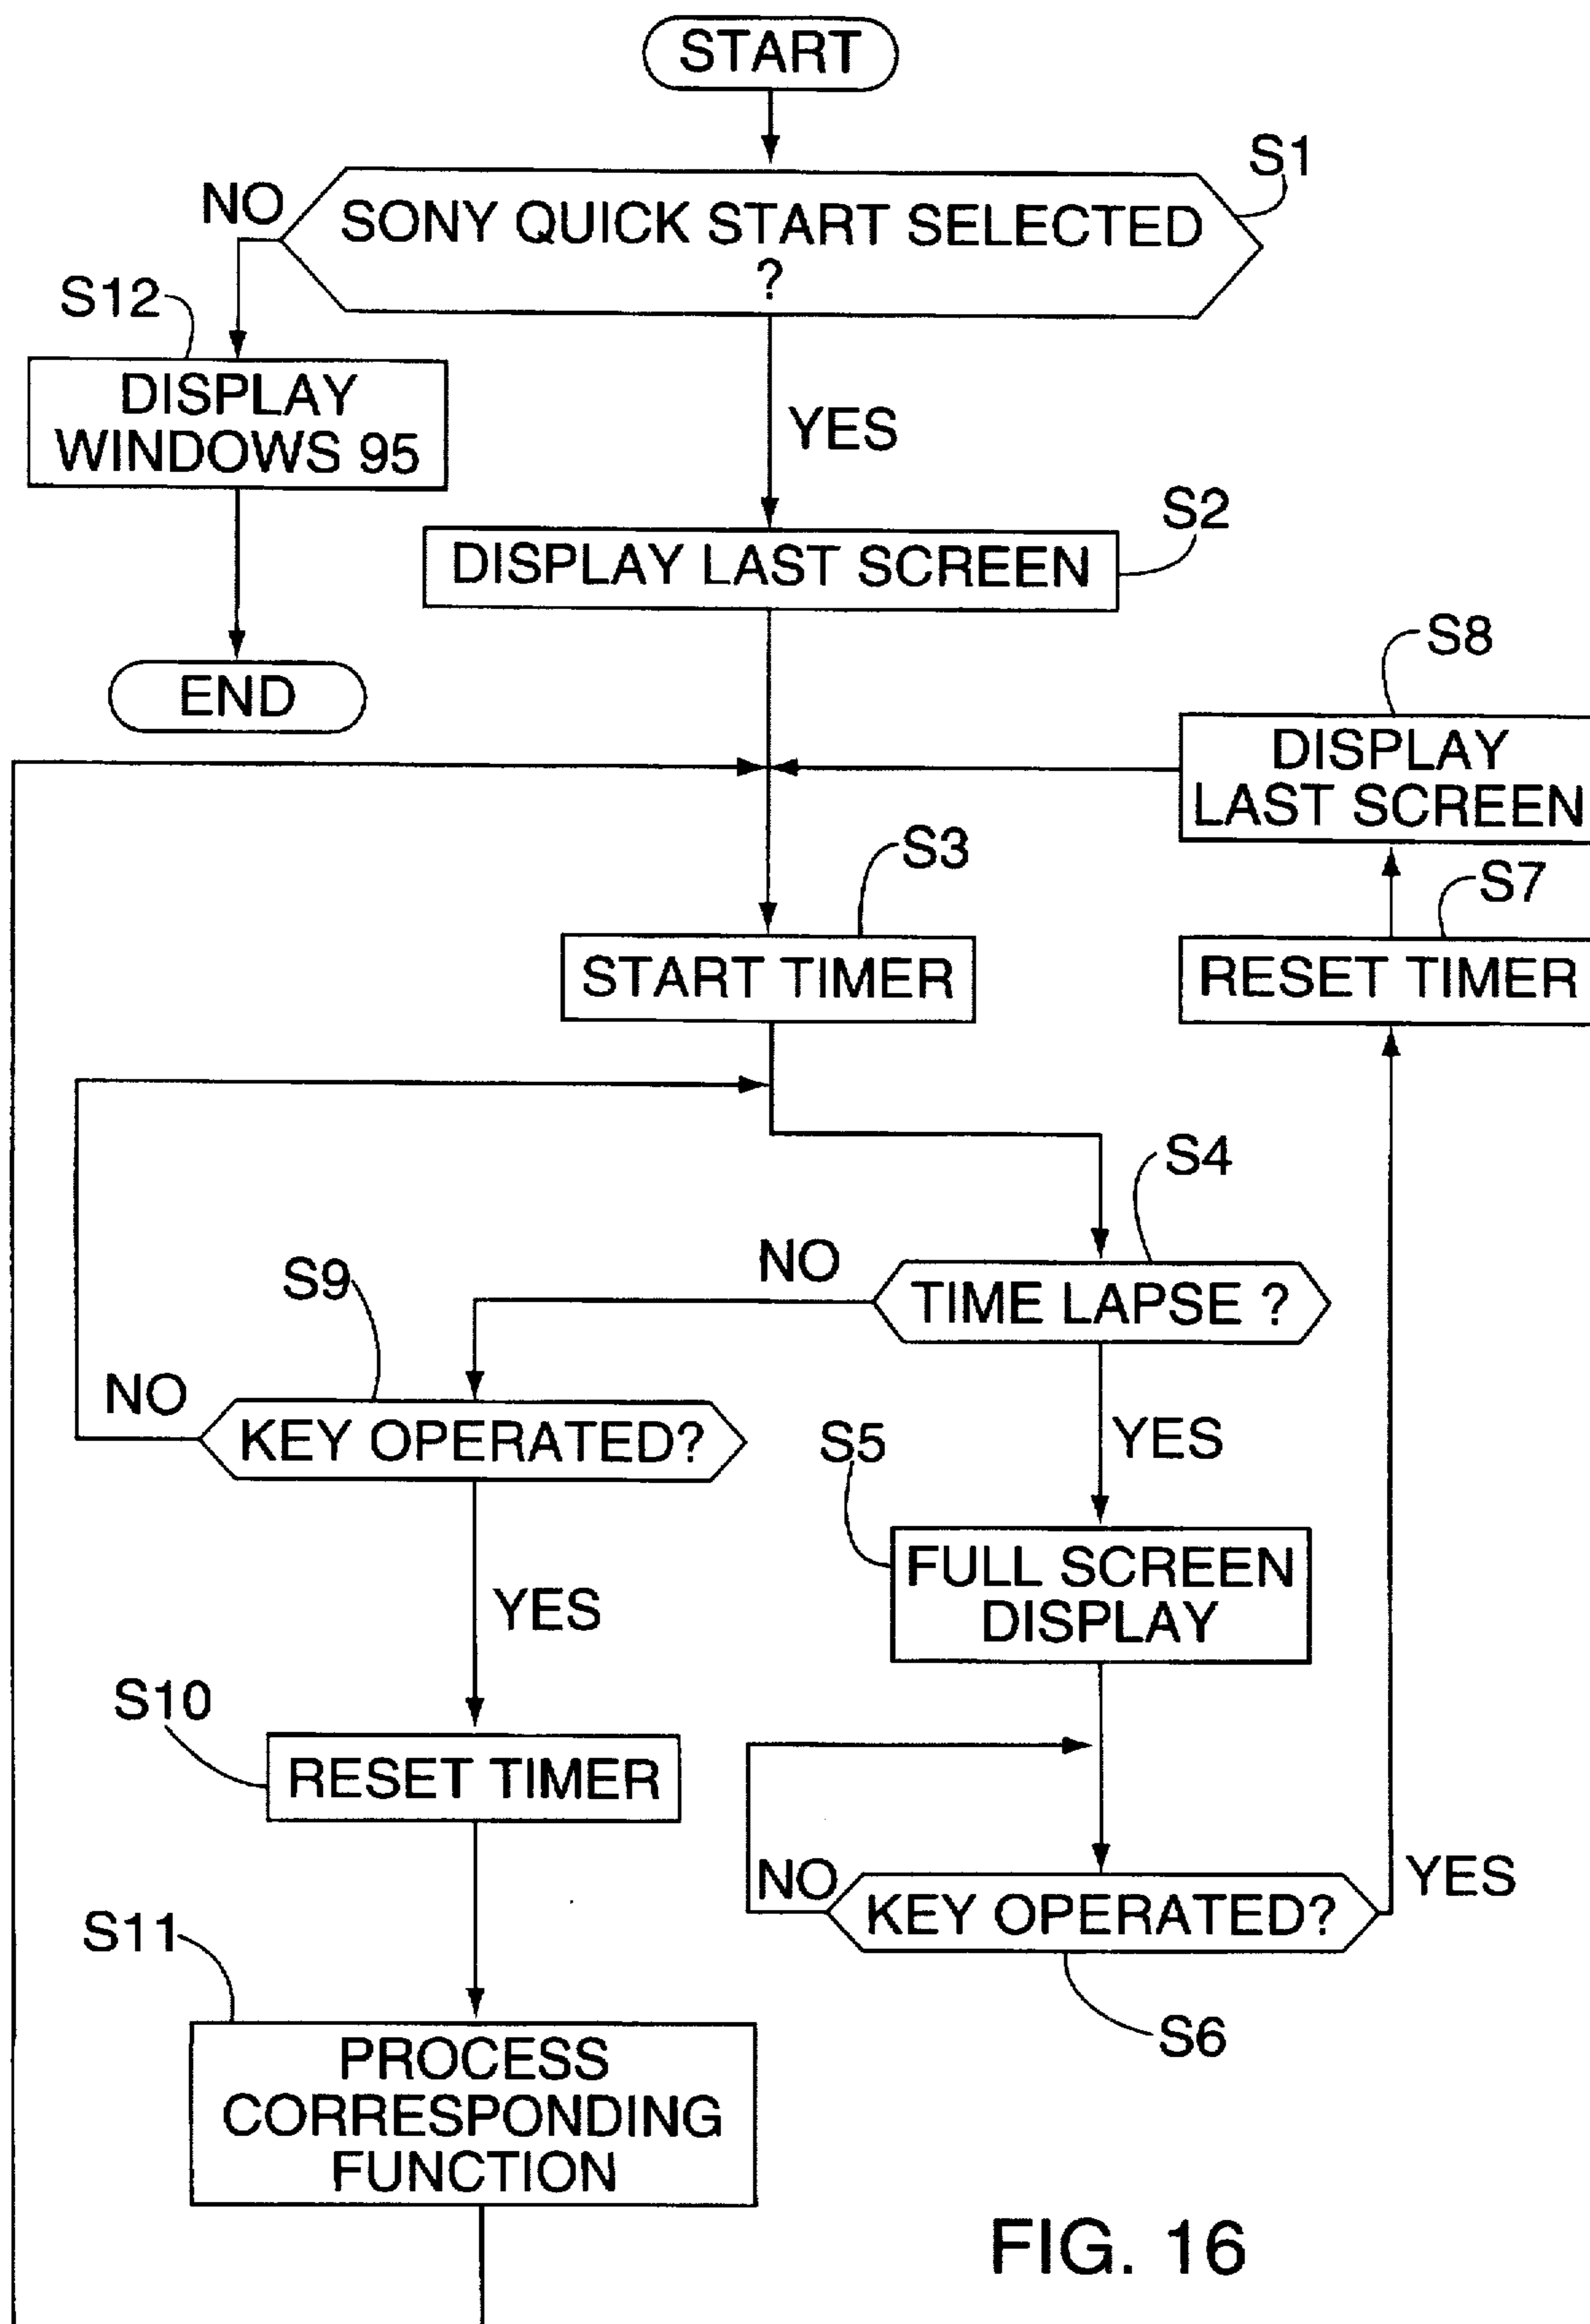 START
S1
NO
SONY QUICK START SELECTED
?
S12
DISPLAY
WINDOWS 95
YES
S2
DISPLAY LAST SCREEN
END
S8
DISPLAY
LAST SCREEN
S3
START TIMER
S7
RESET TIMER
S4
NO
TIME LAPSE ?
S9
NO
KEY OPERATED?
YES
S5
FULL SCREEN
DISPLAY
YES
S10
RESET TIMER
NO
KEY OPERATED?
YES
S6
S11
PROCESS
CORRESPONDING
FUNCTION
FIG. 16